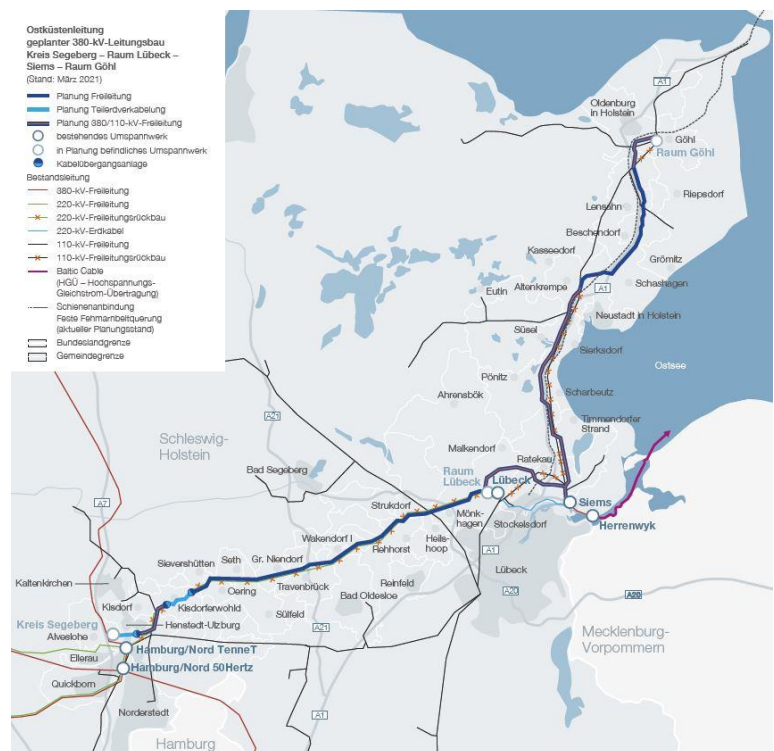 Ostküstenleitung
geplanter 380-kV-Leitungsbau
Kreis Segeberg – Raum Lübeck –
Siems – Raum Göhl
(Stand: März 2021)
Planung Freileitung
Planung Teilerdverkabelung
Planung 380/110-kV-Freileitung
bestehendes Umspannwerk
in Planung befindliches Umspannwerk
Kabelübergangsanlage
Bestandsleitung
380-kV-Freileitung
220-kV-Freileitung
220-kV-Freileitungsrückbau
220-kV-Erdkabel
110-kV-Freileitung
110-kV-Freileitungsrückbau
Baltic Cable
(HGÜ – Hochspannungs-
Gleichstrom-Übertragung)
Schienenanbindung
Feste Fehmarnbeltquerung
(aktueller Planungsstand)
Bundeslandgrenze
Gemeindegrenze
A1
Oldenburg
in Holstein
Göhl
Raum Göhl
Riepsdorf
Lensahn
Beschendorf
Kasseedorf
Grömitz
Schashagen
Altenkrempe
A1
Eutin
Neustadt in Holstein
Süsel
Sierksdorf
Ostsee
Pönitz
Scharbeutz
Ahrensbök
Timmendorfer
Strand
A21
Schleswig-
Holstein
Malkendorf
Bad Segeberg
Ratekau
Raum
Lübeck
Lübeck
A7
Strukdorf
Siems
Mönk-
hagen
Stockelsdorf
Herrenwyk
Wakendorf I
Heils-
hoop
Rehhorst
A1
Sievershütten
Seth
Gr. Niendorf
Lübeck
Kaltenkirchen
Oering
Travenbrück
Reinfeld
A20
A20
Kisdorf
Kisdorferwohld
Bad Oldesloe
Sülfeld
Kreis Segeberg
Henstedt-Ulzburg
A21
Alveslohe
Mecklenburg-
Vorpommern
Hamburg/Nord TenneT
Ellerau
Hamburg/Nord 50Hertz
Quickborn
Norderstedt
A1
Hamburg